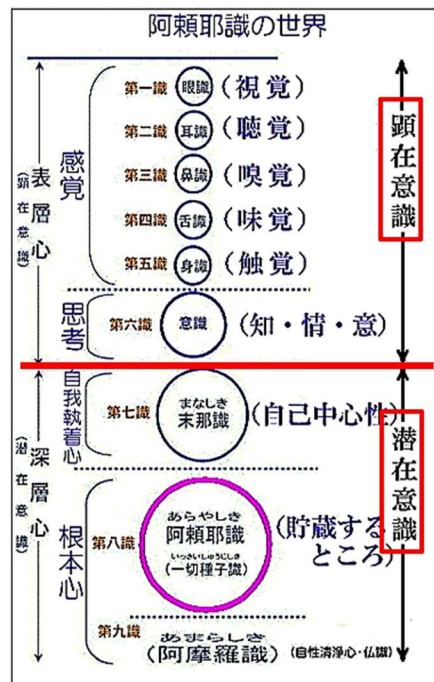 阿頼耶識の世界
表層心
(顕在意識)
感覚
第一識 眼識 (視覚)
第二識 耳識 (聴覚)
第三識 鼻識 (嗅覚)
第四識 舌識 (味覚)
第五識 身識 (触覚)
思考
第六識 意識 (知・情・意)
顕在意識
深層心
(潜在意識)
自我執着心
第七識
まなしき
末那識
(自己中心性)
根本心
第八識
あらやしき
阿頼耶識
いっさいしゅうじしき
(一切種子識)
(貯蔵する
ところ)
第九識
あまらしき
(阿摩羅識)
(自性清浄心・仏識)
潜在意識